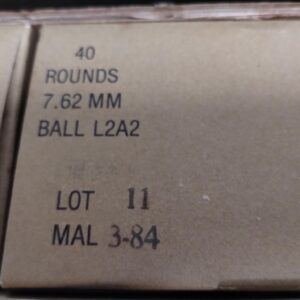 40
ROUNDS
7.62 MM
BALL L2A2
LOT 11
MAL 3-84